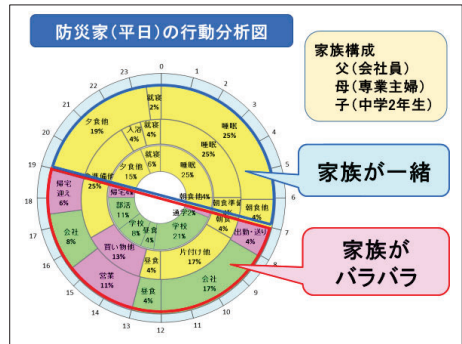 防災家(平日)の行動分析図
家族構成
父(会社員)
母(専業主婦)
子(中学2年生)
家族が一緒
家族が
バラバラ
0
1
2
3
4
5
6
7
8
9
10
11
12
13
14
15
16
17
18
19
20
21
22
23
就寝
2%
睡眠
25%
朝食他
4%
出勤・送り
4%
会社
17%
昼食
4%
営業
11%
会社
8%
帰宅
迎え
6%
夕食他
19%
入浴
4%
就寝
4%
睡眠
25%
朝食準備
朝食
4%
片付け他
17%
昼食
4%
買い物他
13%
準備他
25%
就寝
6%
睡眠
25%
朝食他4%
通学2%
学校
21%
昼食
4%
学校
8%
部活
11%
帰宅4%
夕食他
15%